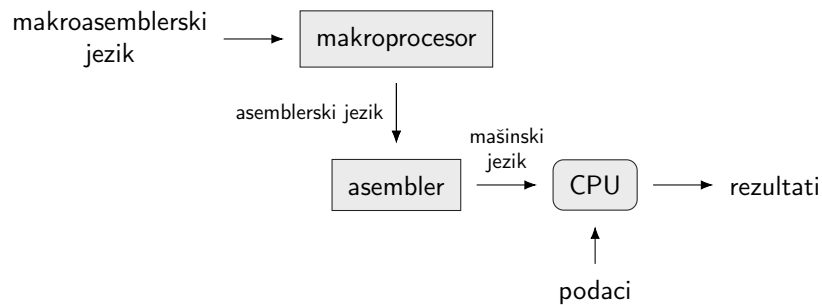 makroasemblerski
jezik
makroprocesor
asemblerski jezik
mašinski
jezik
asembler
CPU
rezultati
podaci